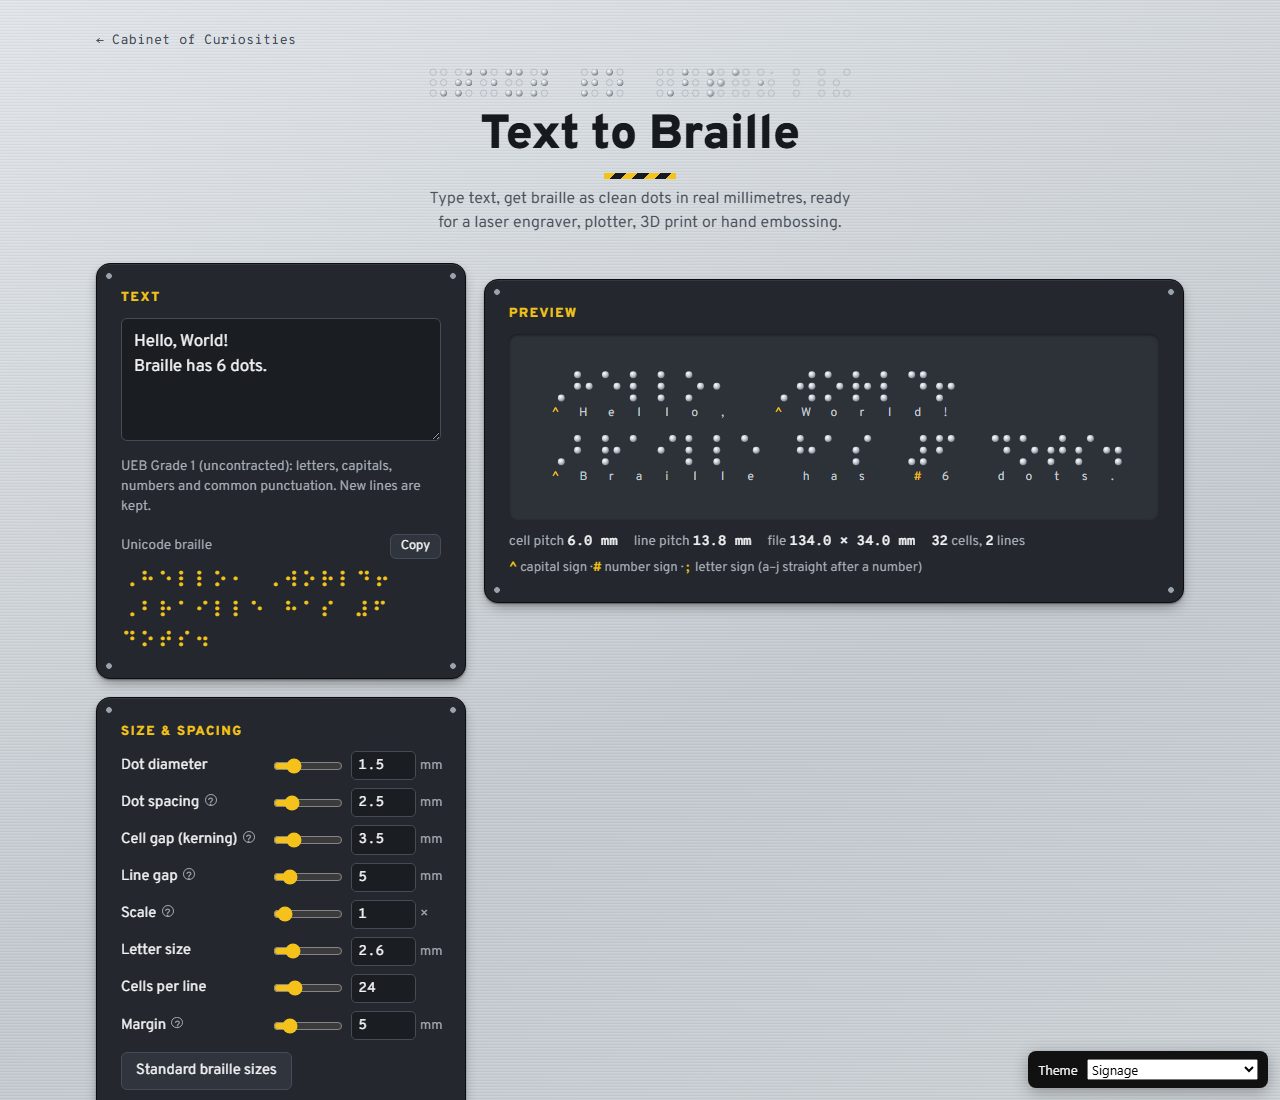 ← Cabinet of Curiosities
Text to Braille
Type text, get braille as clean dots in real millimetres, ready
for a laser engraver, plotter, 3D print or hand embossing.
TEXT
Hello, World!
Braille has 6 dots.
UEB Grade 1 (uncontracted): letters, capitals,
numbers and common punctuation. New lines are
kept.
Unicode braille
Copy
⠠⠓⠑⠇⠇⠕⠂ ⠠⠺⠕⠗⠇⠙⠖
⠠⠃⠗⠁⠊⠇⠇⠑ ⠓⠁⠎ ⠼⠋
⠙⠕⠞⠎⠲
SIZE & SPACING
Dot diameter 1.5 mm
Dot spacing ? 2.5 mm
Cell gap (kerning) ? 3.5 mm
Line gap ? 5 mm
Scale ? 1 ×
Letter size 2.6 mm
Cells per line 24
Margin ? 5 mm
Standard braille sizes
PREVIEW
⠠⠓⠑⠇⠇⠕⠂ ⠠⠺⠕⠗⠇⠙⠖
^ H e l l o , ^ W o r l d !
⠠⠃⠗⠁⠊⠇⠇⠑ ⠓⠁⠎ ⠼⠋ ⠙⠕⠞⠎⠲
^ B r a i l l e h a s # 6 d o t s .
cell pitch 6.0 mm line pitch 13.8 mm file 134.0 × 34.0 mm 32 cells, 2 lines
^ capital sign · # number sign · ; letter sign (a–j straight after a number)
Theme Signage